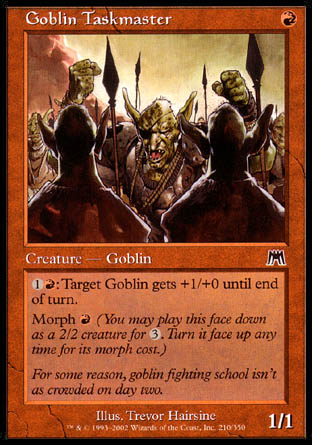 Goblin Taskmaster
Creature — Goblin
1 : Target Goblin gets +1/+0 until end
of turn.
Morph (You may play this face down
as a 2/2 creature for 3. Turn it face up any
time for its morph cost.)
For some reason, goblin fighting school isn't
as crowded on day two.
Illus. Trevor Hairsine
™ & © 1993–2002 Wizards of the Coast, Inc. 210/350
1/1